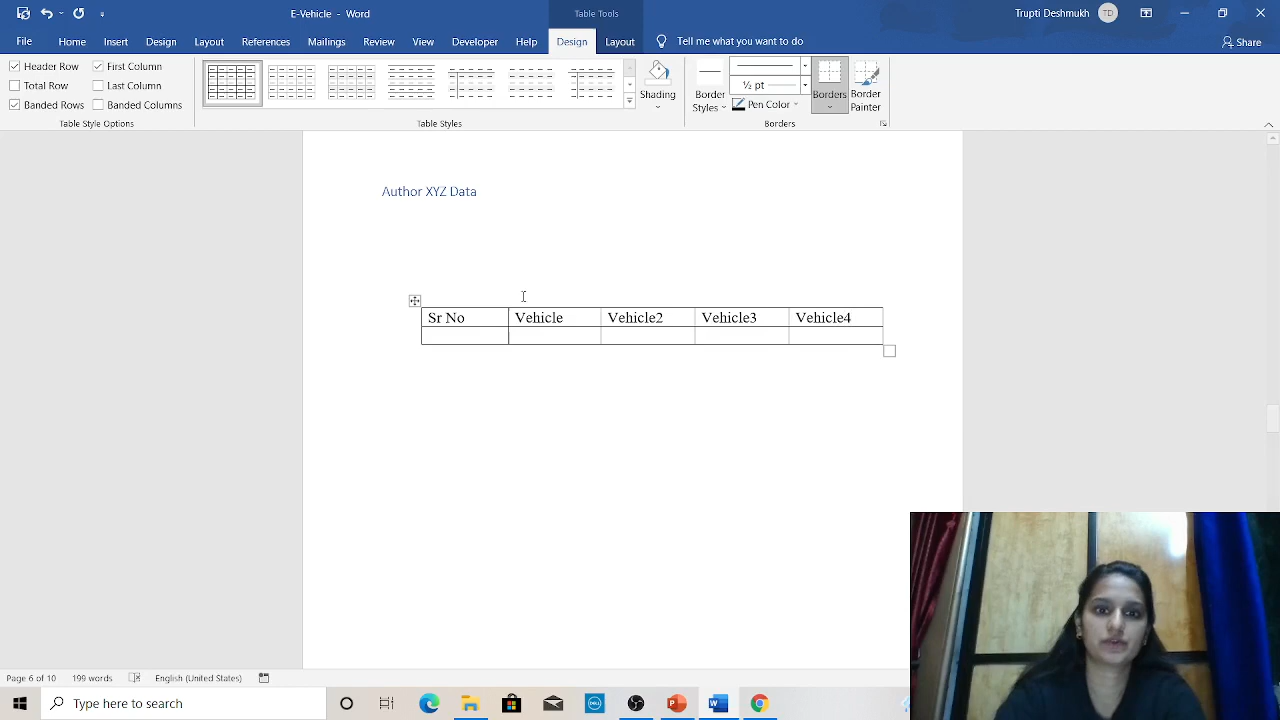 E-Vehicle - Word
Table Tools
Trupti Deshmukh
TD
File
Home
Insert
Design
Layout
References
Mailings
Review
View
Developer
Help
Design
Layout
Tell me what you want to do
Share
Header Row
First Column
Total Row
Last Column
Banded Rows
Banded Columns
Table Style Options
Table Styles
Shading
Border Styles
½ pt
Pen Color
Borders
Border Painter
Borders
Author XYZ Data
Sr No
Vehicle
Vehicle2
Vehicle3
Vehicle4
Page 6 of 10
199 words
English (United States)
Type here to search